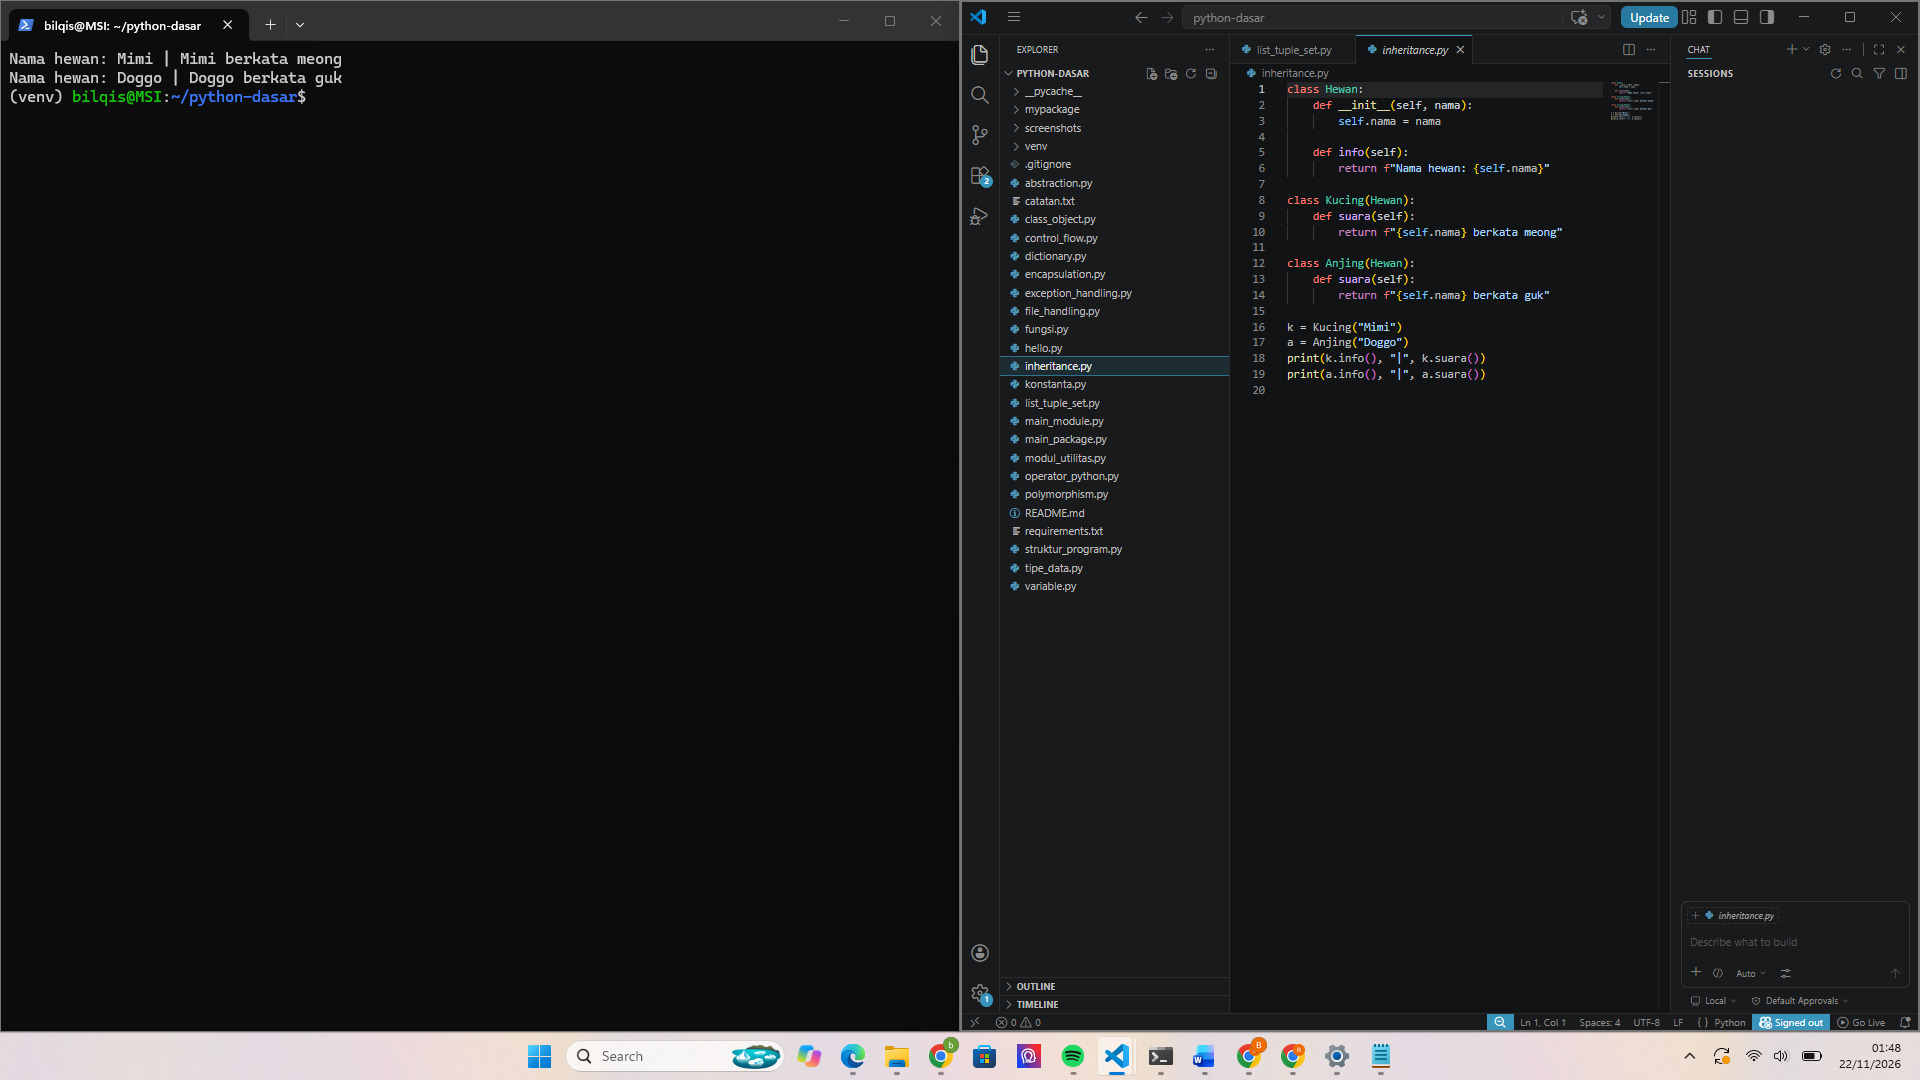 bilqis@MSI: ~/python-dasar
Nama hewan: Mimi | Mimi berkata meong
Nama hewan: Doggo | Doggo berkata guk
(venv) bilqis@MSI:~/python-dasar$
python-dasar
Update
EXPLORER
PYTHON-DASAR
__pycache__
mypackage
screenshots
venv
.gitignore
abstraction.py
catatan.txt
class_object.py
control_flow.py
dictionary.py
encapsulation.py
exception_handling.py
file_handling.py
fungsi.py
hello.py
inheritance.py
konstanta.py
list_tuple_set.py
main_module.py
main_package.py
modul_utilitas.py
operator_python.py
polymorphism.py
README.md
requirements.txt
struktur_program.py
tipe_data.py
variable.py
OUTLINE
TIMELINE
2
1
list_tuple_set.py
inheritance.py
inheritance.py
1 class Hewan:
2 def __init__(self, nama):
3 self.nama = nama
4
5 def info(self):
6 return f"Nama hewan: {self.nama}"
7
8 class Kucing(Hewan):
9 def suara(self):
10 return f"{self.nama} berkata meong"
11
12 class Anjing(Hewan):
13 def suara(self):
14 return f"{self.nama} berkata guk"
15
16 k = Kucing("Mimi")
17 a = Anjing("Doggo")
18 print(k.info(), "|", k.suara())
19 print(a.info(), "|", a.suara())
20
CHAT
SESSIONS
inheritance.py
Describe what to build
Auto
Local Default Approvals
0 0
Ln 1, Col 1 Spaces: 4 UTF-8 LF { } Python Signed out Go Live
Search
01:48
22/11/2026